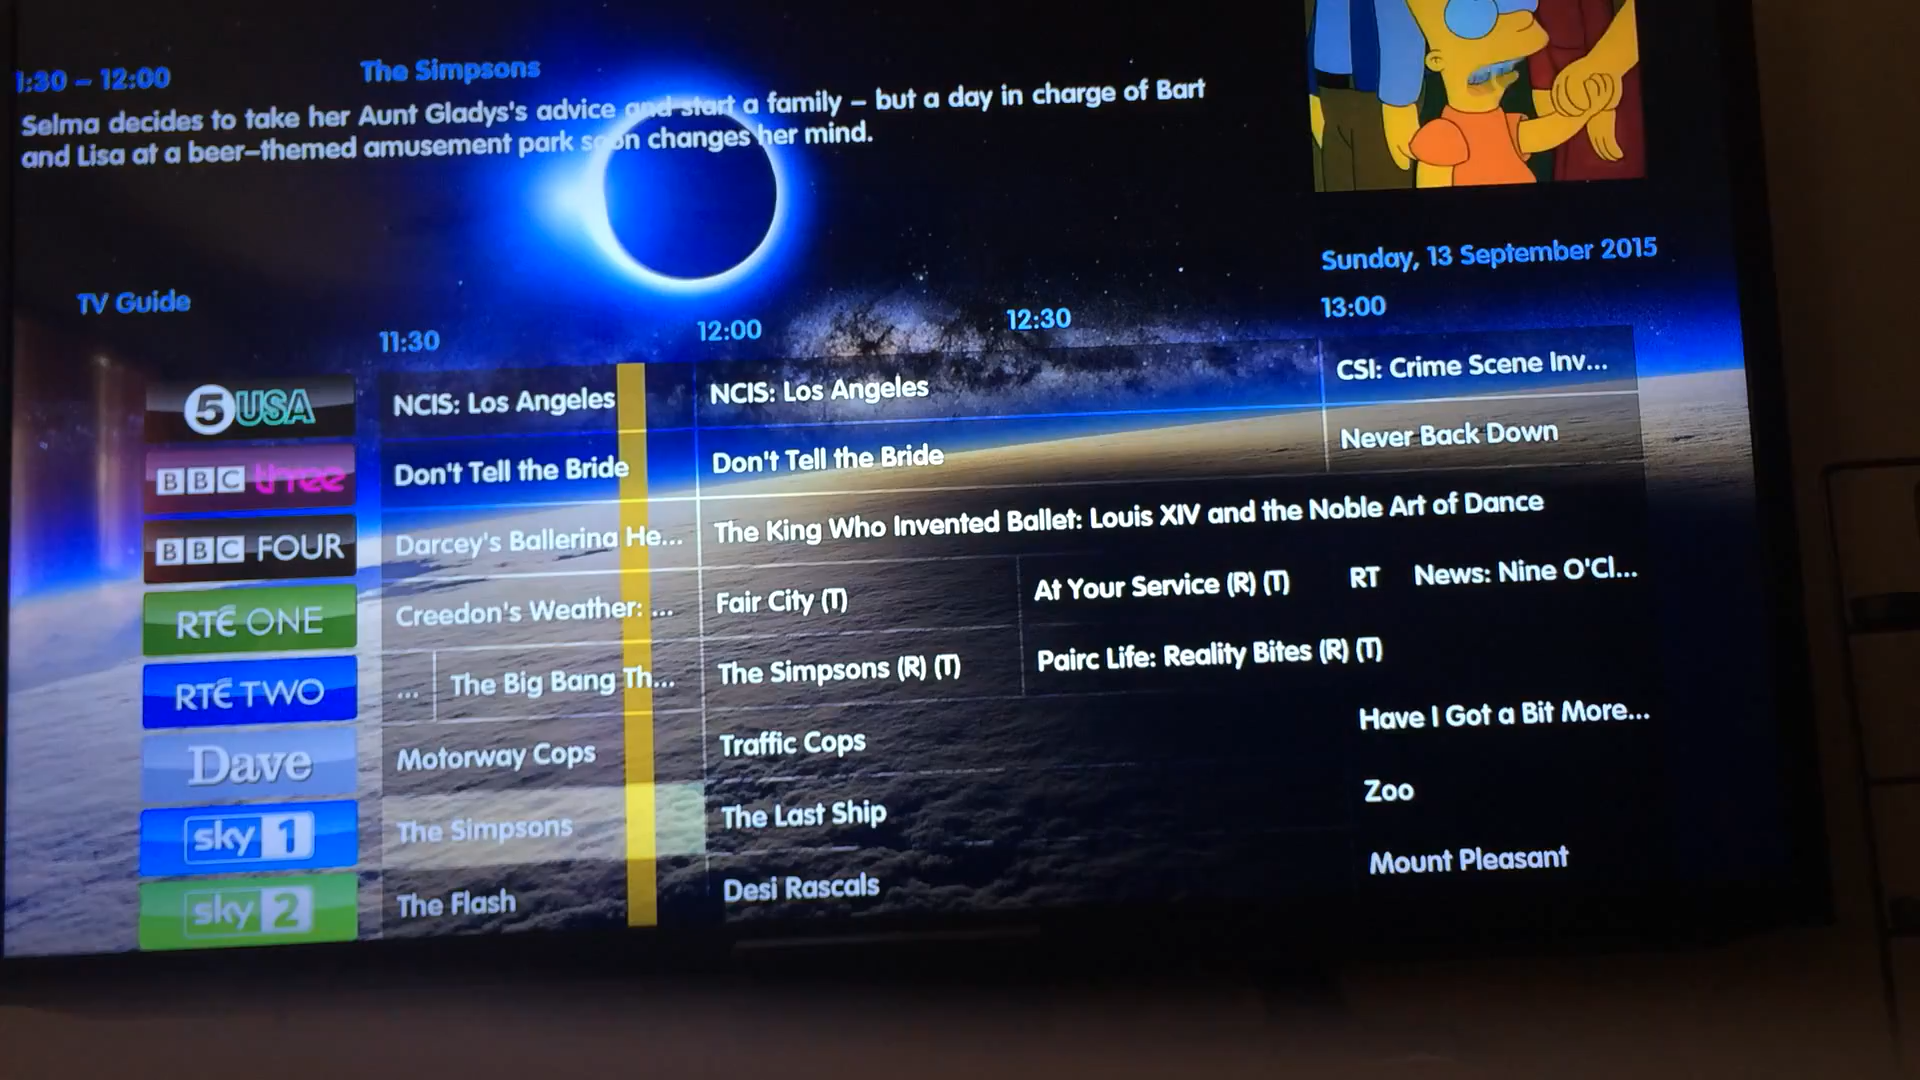 1:30 – 12:00 The Simpsons
Selma decides to take her Aunt Gladys's advice and start a family – but a day in charge of Bart
and Lisa at a beer–themed amusement park soon changes her mind.
Sunday, 13 September 2015
TV Guide
11:30 12:00 12:30 13:00
5USA NCIS: Los Angeles NCIS: Los Angeles CSI: Crime Scene Inv...
BBC three Don't Tell the Bride Don't Tell the Bride Never Back Down
BBC FOUR Darcey's Ballerina He... The King Who Invented Ballet: Louis XIV and the Noble Art of Dance
RTÉ ONE Creedon's Weather: ... Fair City (T) At Your Service (R) (T) RT News: Nine O'Cl...
RTÉ TWO ... The Big Bang Th... The Simpsons (R) (T) Pairc Life: Reality Bites (R) (T)
Dave Motorway Cops Traffic Cops Have I Got a Bit More...
sky 1 The Simpsons The Last Ship Zoo
sky 2 The Flash Desi Rascals Mount Pleasant